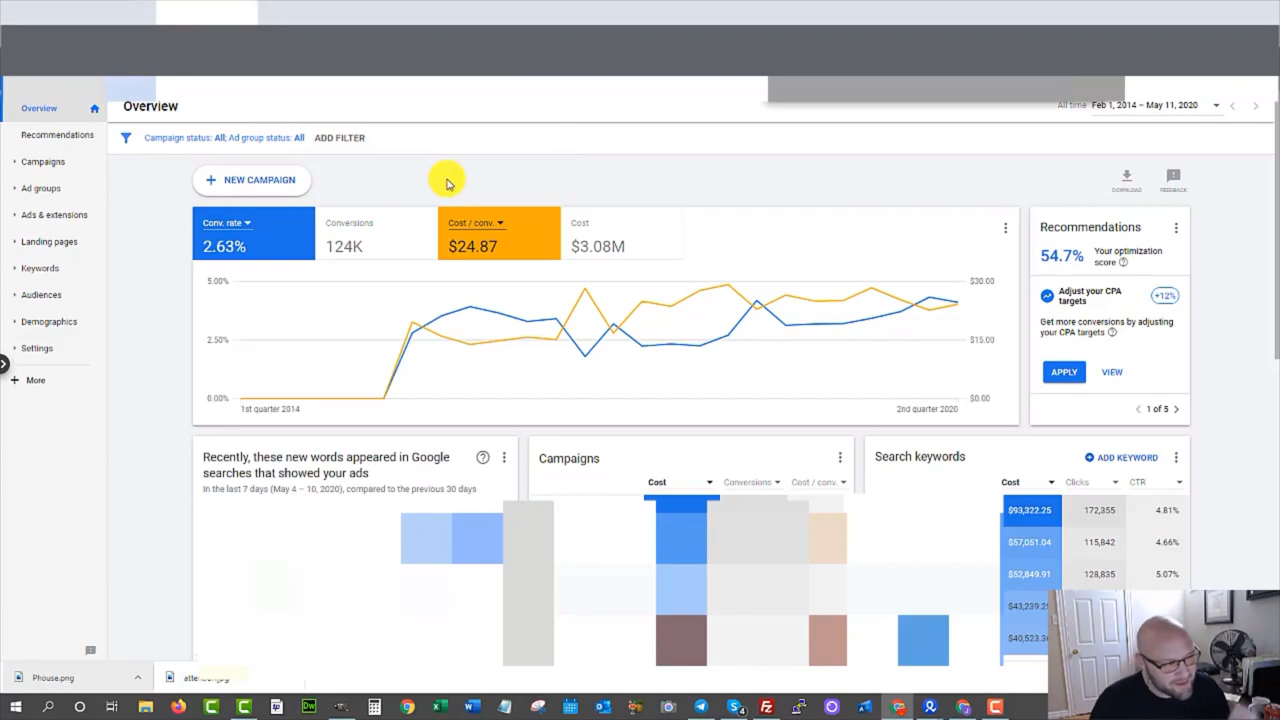 Overview
Recommendations
Campaigns
Ad groups
Ads & extensions
Landing pages
Keywords
Audiences
Demographics
Settings
More
Overview
All time Feb 1, 2014 – May 11, 2020
Campaign status: All; Ad group status: All ADD FILTER
NEW CAMPAIGN
DOWNLOAD
FEEDBACK
Conv. rate
2.63%
Conversions
124K
Cost / conv.
$24.87
Cost
$3.08M
5.00%
2.50%
0.00%
$30.00
$15.00
$0.00
1st quarter 2014
2nd quarter 2020
Recommendations
54.7% Your optimization
score
Adjust your CPA
targets
+12%
Get more conversions by adjusting
your CPA targets
APPLY VIEW
1 of 5
Recently, these new words appeared in Google
searches that showed your ads
In the last 7 days (May 4 – 10, 2020), compared to the previous 30 days
Campaigns
Cost Conversions Cost / conv.
Search keywords
ADD KEYWORD
Cost Clicks CTR
$93,322.25 172,355 4.81%
$57,051.04 115,842 4.66%
$52,849.91 128,835 5.07%
Phouse.png